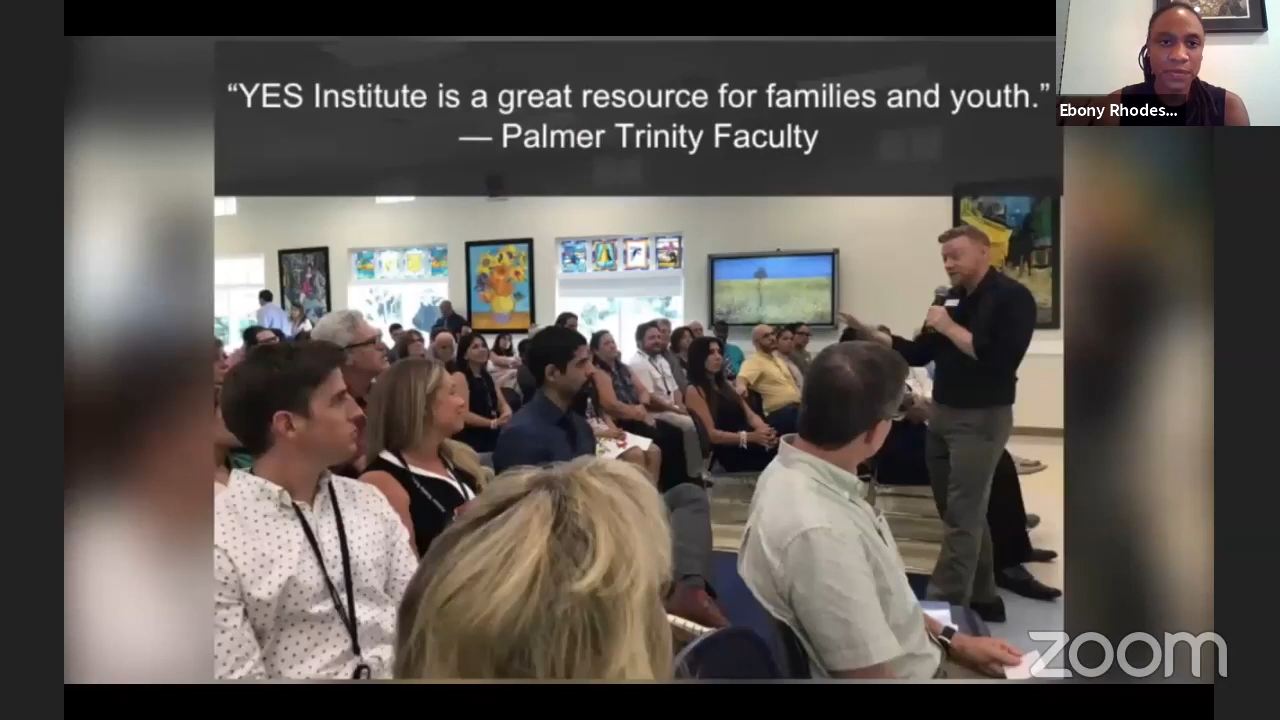 “YES Institute is a great resource for families and youth.”
— Palmer Trinity Faculty
Ebony Rhodes...
zoom